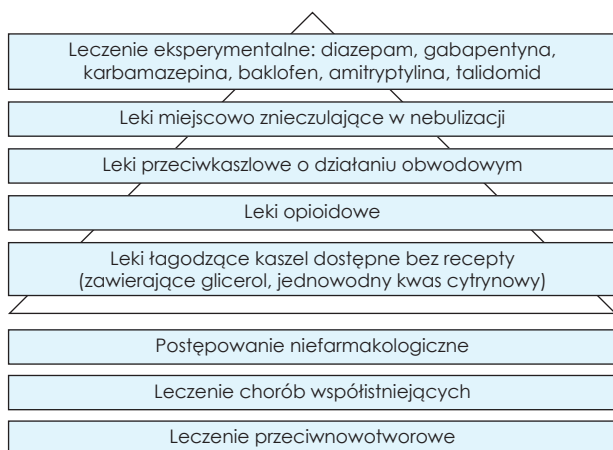 Leczenie eksperymentalne: diazepam, gabapentyna,
karbamazepina, baklofen, amitryptylina, talidomid
Leki miejscowo znieczulające w nebulizacji
Leki przeciwkaszlowe o działaniu obwodowym
Leki opioidowe
Leki łagodzące kaszel dostępne bez recepty
(zawierające glicerol, jednowodny kwas cytrynowy)
Postępowanie niefarmakologiczne
Leczenie chorób współistniejących
Leczenie przeciwnowotworowe